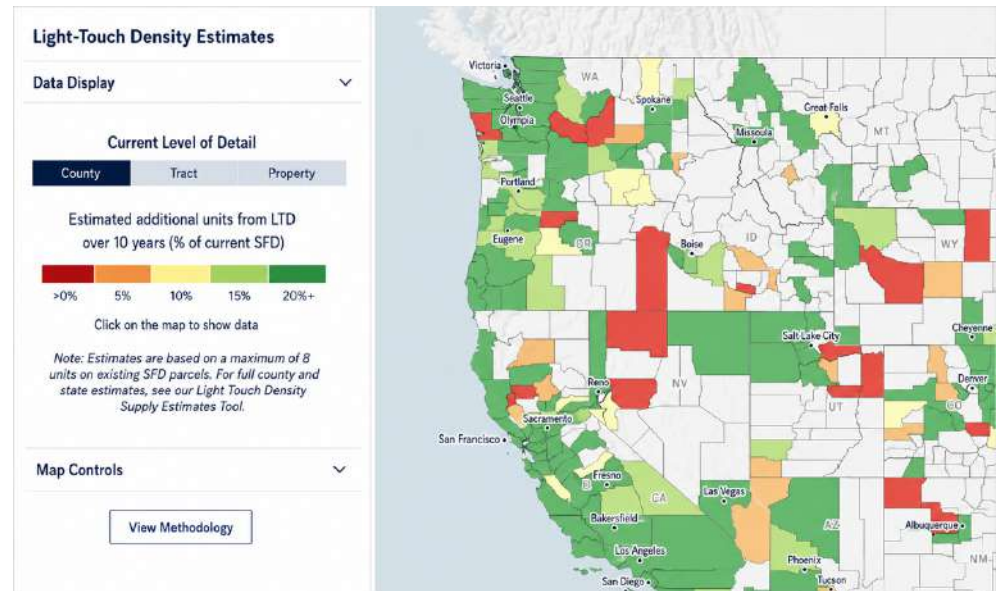 Light-Touch Density Estimates
Data Display
Current Level of Detail
County Tract Property
Estimated additional units from LTD
over 10 years (% of current SFD)
>0% 5% 10% 15% 20%+
Click on the map to show data
Note: Estimates are based on a maximum of 8
units on existing SFD parcels. For full county and
state estimates, see our Light Touch Density
Supply Estimates Tool.
Map Controls
View Methodology
Victoria
WA
Seattle
Spokane
Olympia
Great Falls
Missoula
MT
Portland
Eugene
OR
Boise
ID
WY
Salt Lake City
Cheyenne
Reno
NV
Denver
UT
CO
Sacramento
San Francisco
Fresno
Las Vegas
CA
Bakersfield
AZ
Albuquerque
Los Angeles
Phoenix
NM
San Diego
Tucson